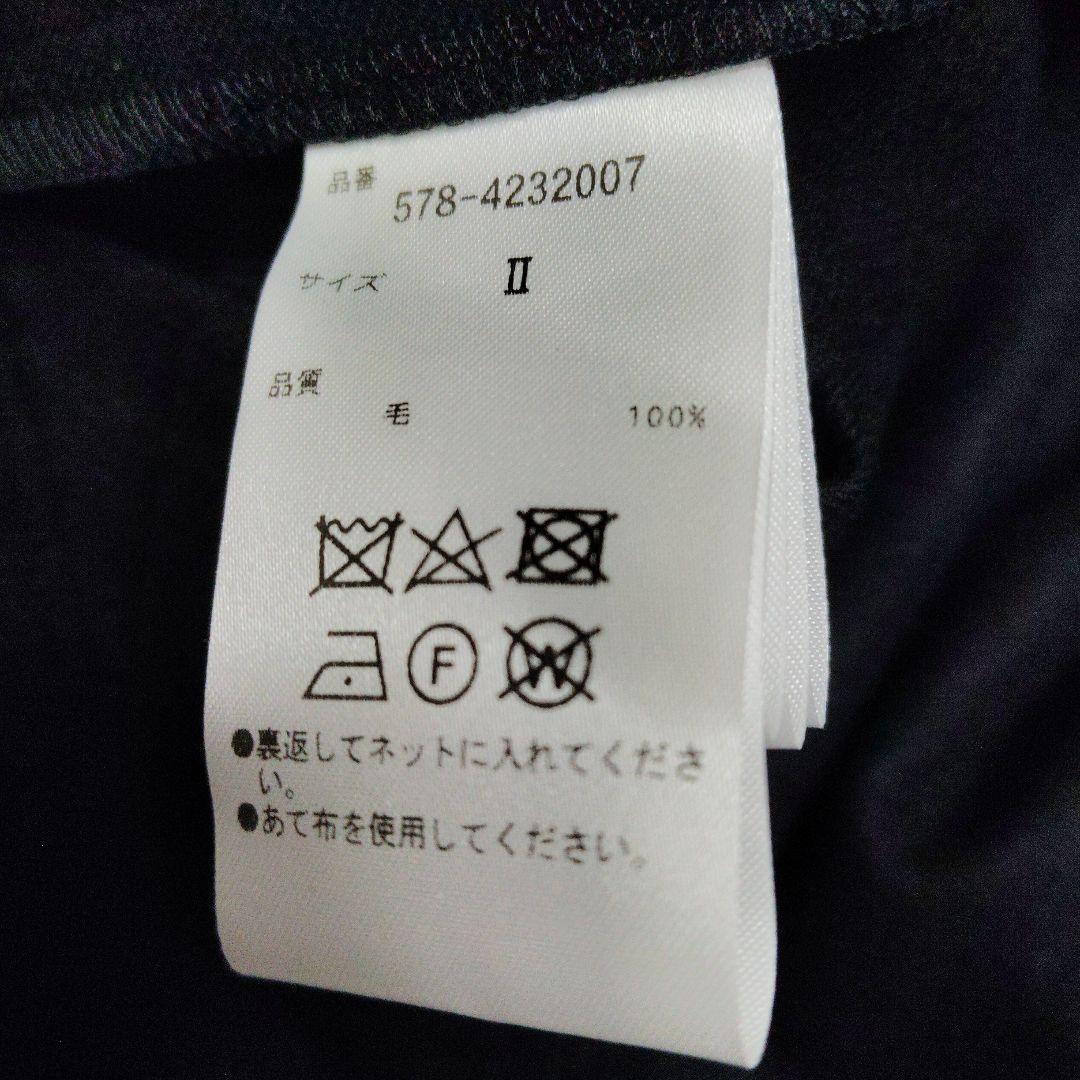 品番 578-4232007
サイズ II
品質
毛 100%
F W
●裏返してネットに入れてくださ
い。
●あて布を使用してください。